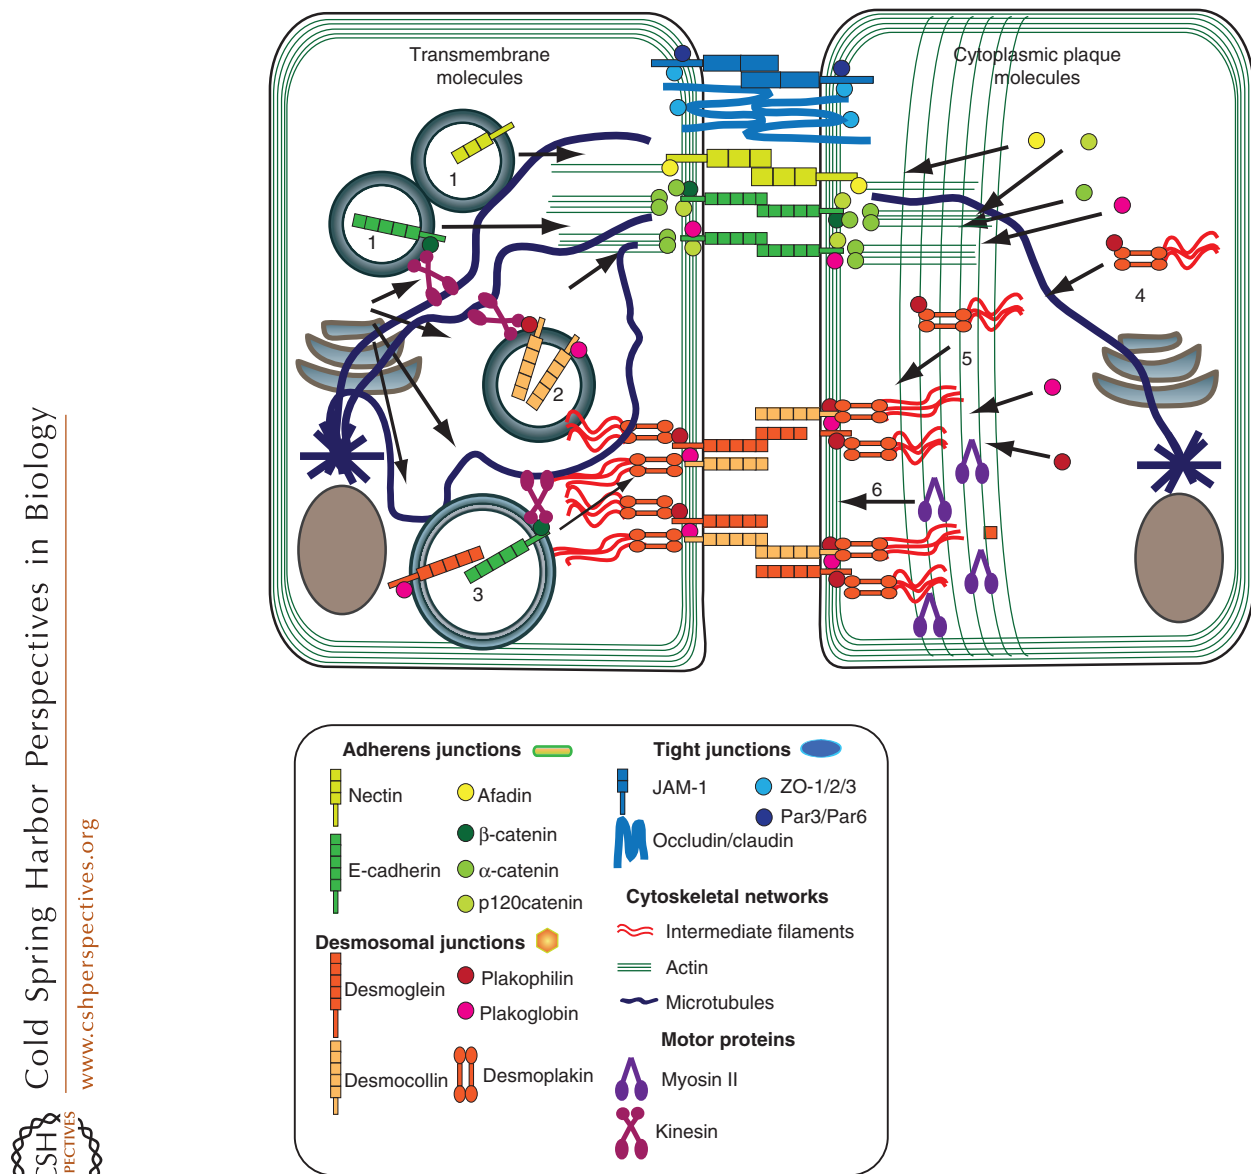 Transmembrane
molecules
Cytoplasmic plaque
molecules
1
1
2
3
4
5
6
Adherens junctions
Nectin
Afadin
β-catenin
E-cadherin
α-catenin
p120catenin
Desmosomal junctions
Desmoglein
Plakophilin
Plakoglobin
Desmocollin
Desmoplakin
Tight junctions
JAM-1
ZO-1/2/3
Par3/Par6
Occludin/claudin
Cytoskeletal networks
Intermediate filaments
Actin
Microtubules
Motor proteins
Myosin II
Kinesin
Cold Spring Harbor Perspectives in Biology
www.cshperspectives.org
CSH
PECTIVES